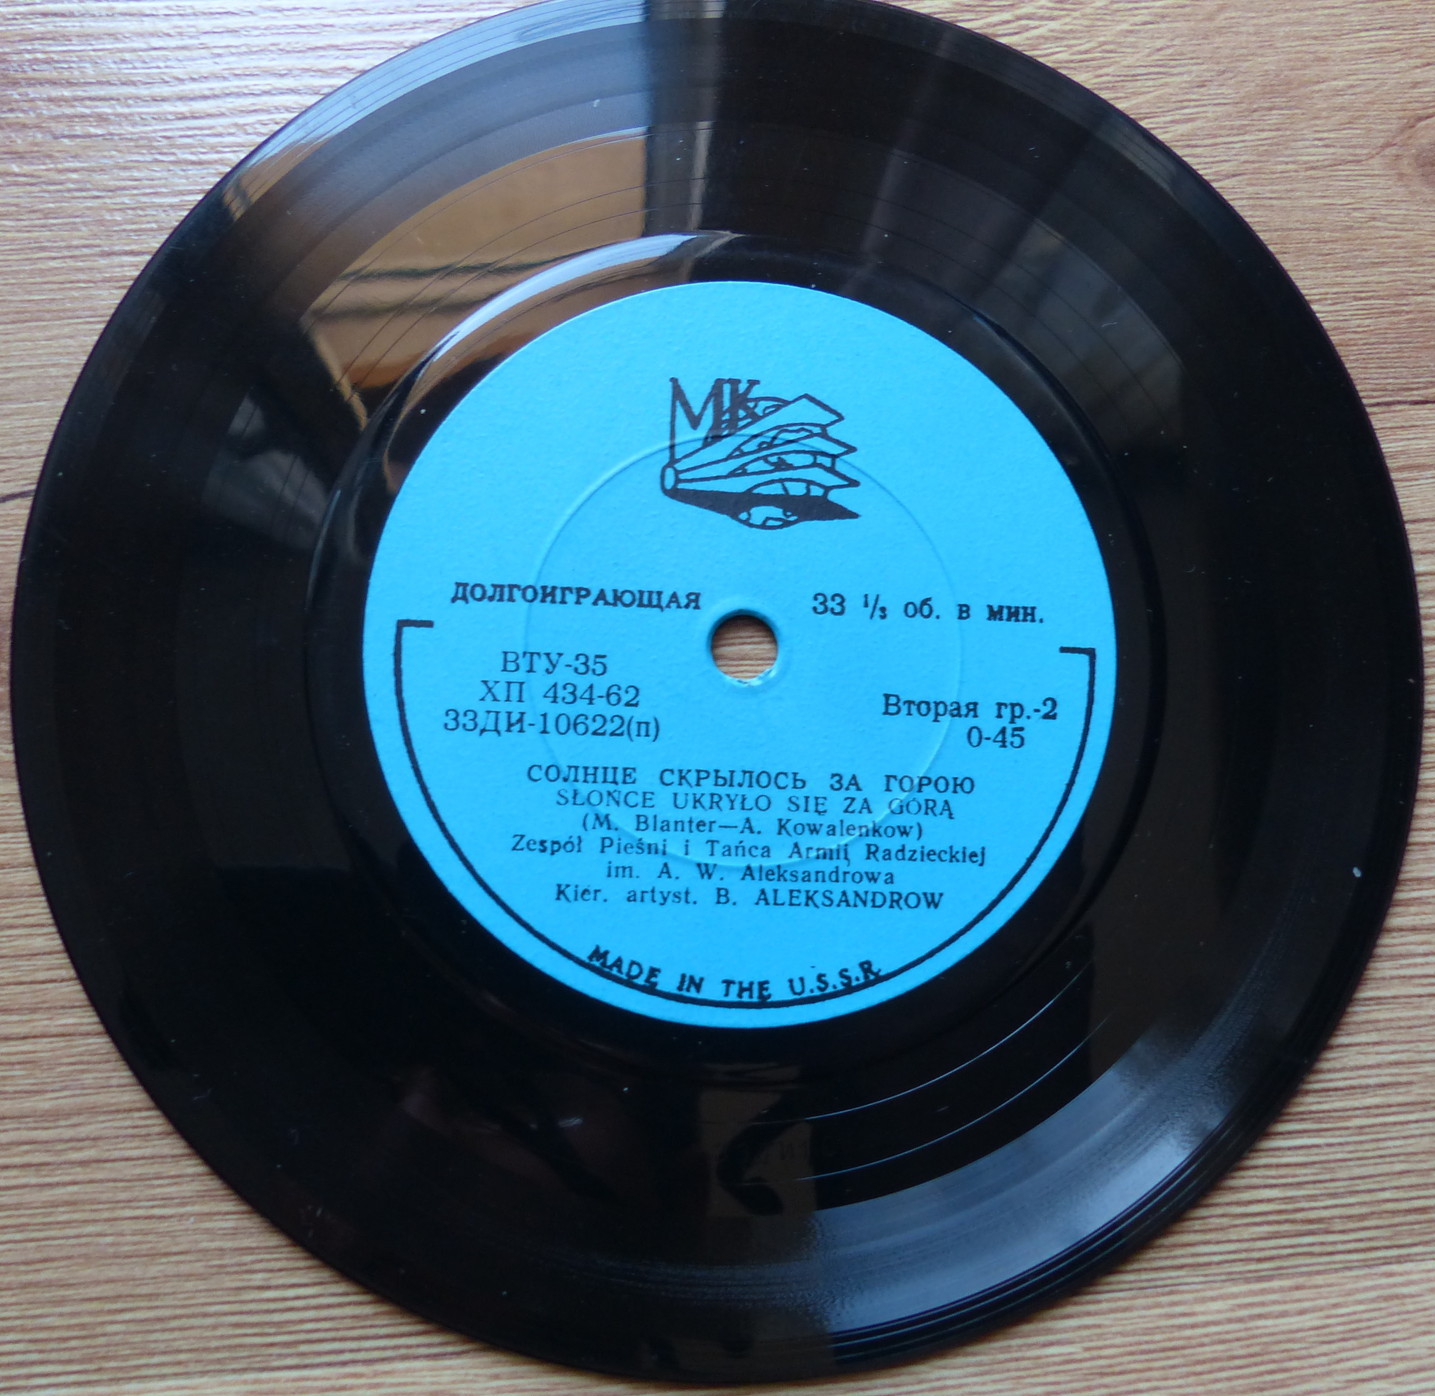 МК
ДОЛГОИГРАЮЩАЯ 33 1/3 об. в мин.
ВТУ-35
ХП 434-62
33ДИ-10622(п)
Вторая гр.-2
0-45
СОЛНЦЕ СКРЫЛОСЬ ЗА ГОРОЮ
SŁOŃCE UKRYŁO SIĘ ZA GÓRĄ
(M. Blanter—A. Kowalenkow)
Zespół Pieśni i Tańca Armii Radzieckiej
im. A. W. Aleksandrowa
Kier. artyst. B. ALEKSANDROW
MADE IN THE U.S.S.R.